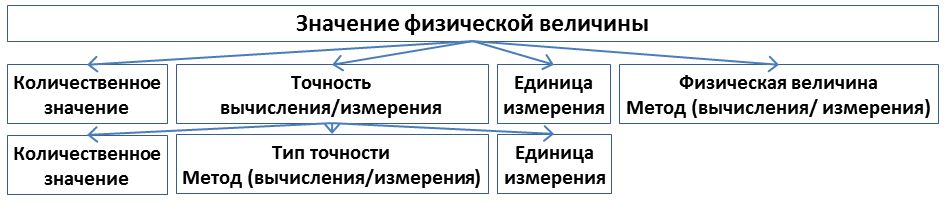 Значение физической величины
Количественное
значение
Точность
вычисления/измерения
Единица
измерения
Физическая величина
Метод (вычисления/ измерения)
Количественное
значение
Тип точности
Метод (вычисления/измерения)
Единица
измерения